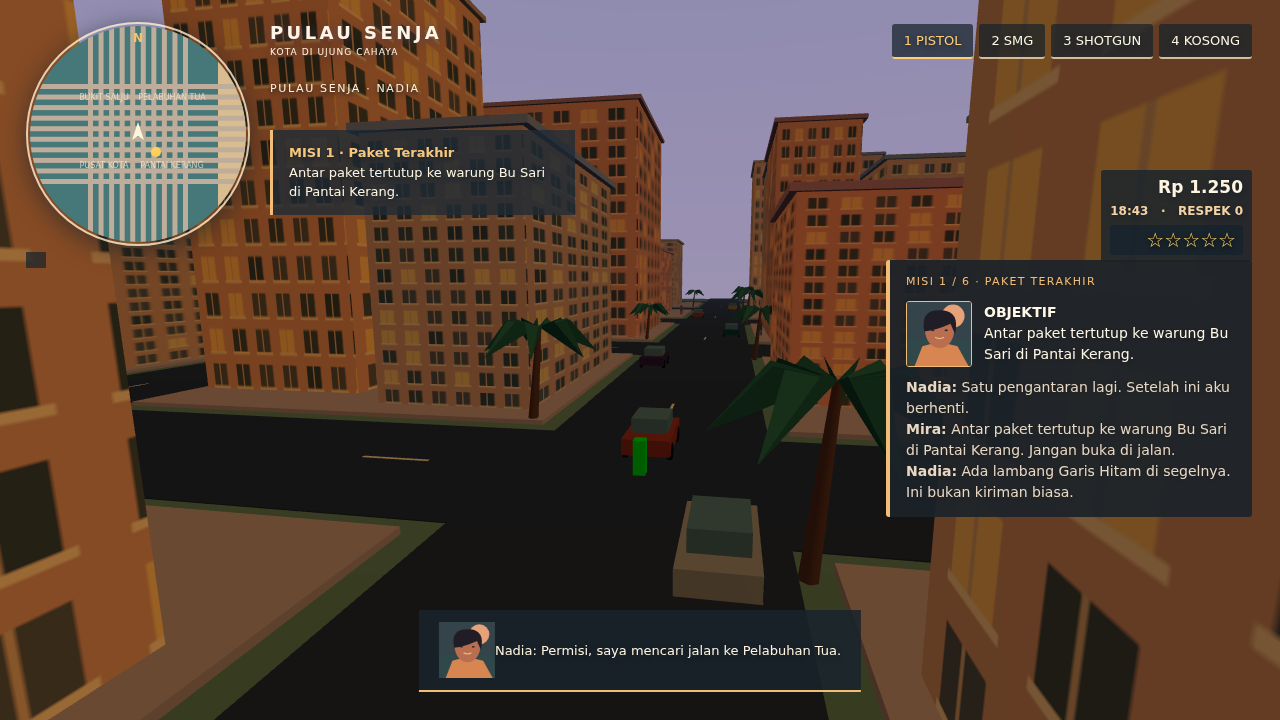 N
BUKIT SALJU
PELABUHAN TUA
PUSAT KOTA
PANTAI KERANG
PULAU SENJA
KOTA DI UJUNG CAHAYA
PULAU SENJA · NADIA
MISI 1 · Paket Terakhir
Antar paket tertutup ke warung Bu Sari
di Pantai Kerang.
1 PISTOL
2 SMG
3 SHOTGUN
4 KOSONG
Rp 1.250
18:43 · RESPEK 0
☆☆☆☆☆
MISI 1 / 6 · PAKET TERAKHIR
OBJEKTIF
Antar paket tertutup ke warung Bu
Sari di Pantai Kerang.
Nadia: Satu pengantaran lagi. Setelah ini aku
berhenti.
Mira: Antar paket tertutup ke warung Bu Sari
di Pantai Kerang. Jangan buka di jalan.
Nadia: Ada lambang Garis Hitam di segelnya.
Ini bukan kiriman biasa.
Nadia: Permisi, saya mencari jalan ke Pelabuhan Tua.